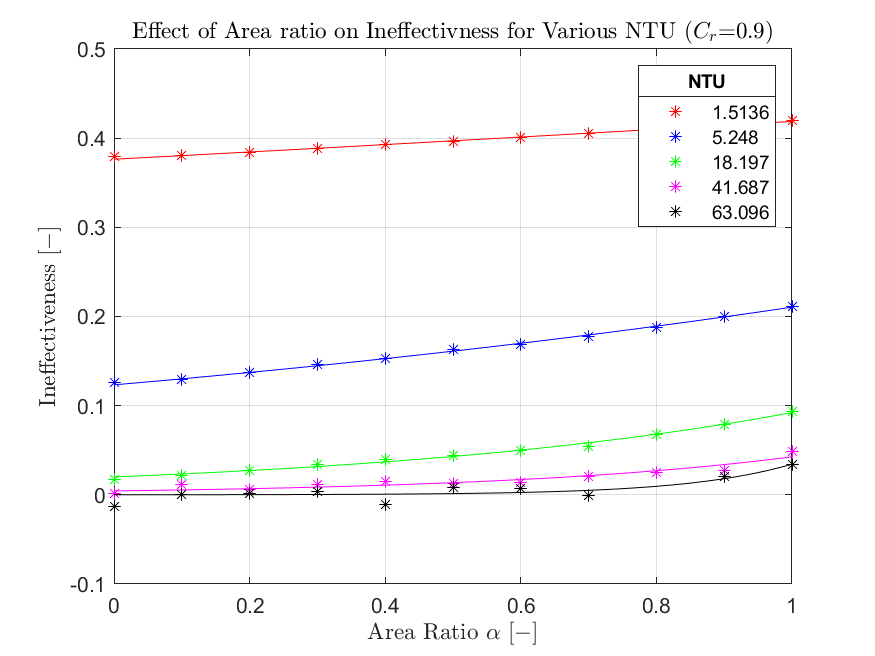 Effect of Area ratio on Ineffectivness for Various NTU ($C_r$=0.9)
0.5
0.4
0.3
0.2
0.1
0
-0.1
Ineffectiveness [−]
NTU
1.5136
5.248
18.197
41.687
63.096
0 0.2 0.4 0.6 0.8 1
Area Ratio α [−]